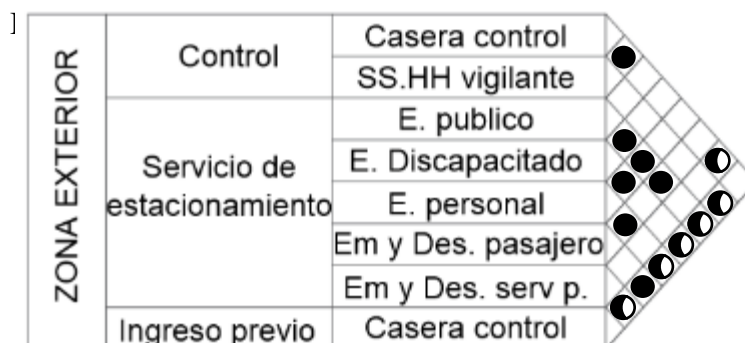 ]
ZONA EXTERIOR
Control
Casera control
SS.HH vigilante
Servicio de
estacionamiento
E. publico
E. Discapacitado
E. personal
Em y Des. pasajero
Em y Des. serv p.
Ingreso previo
Casera control